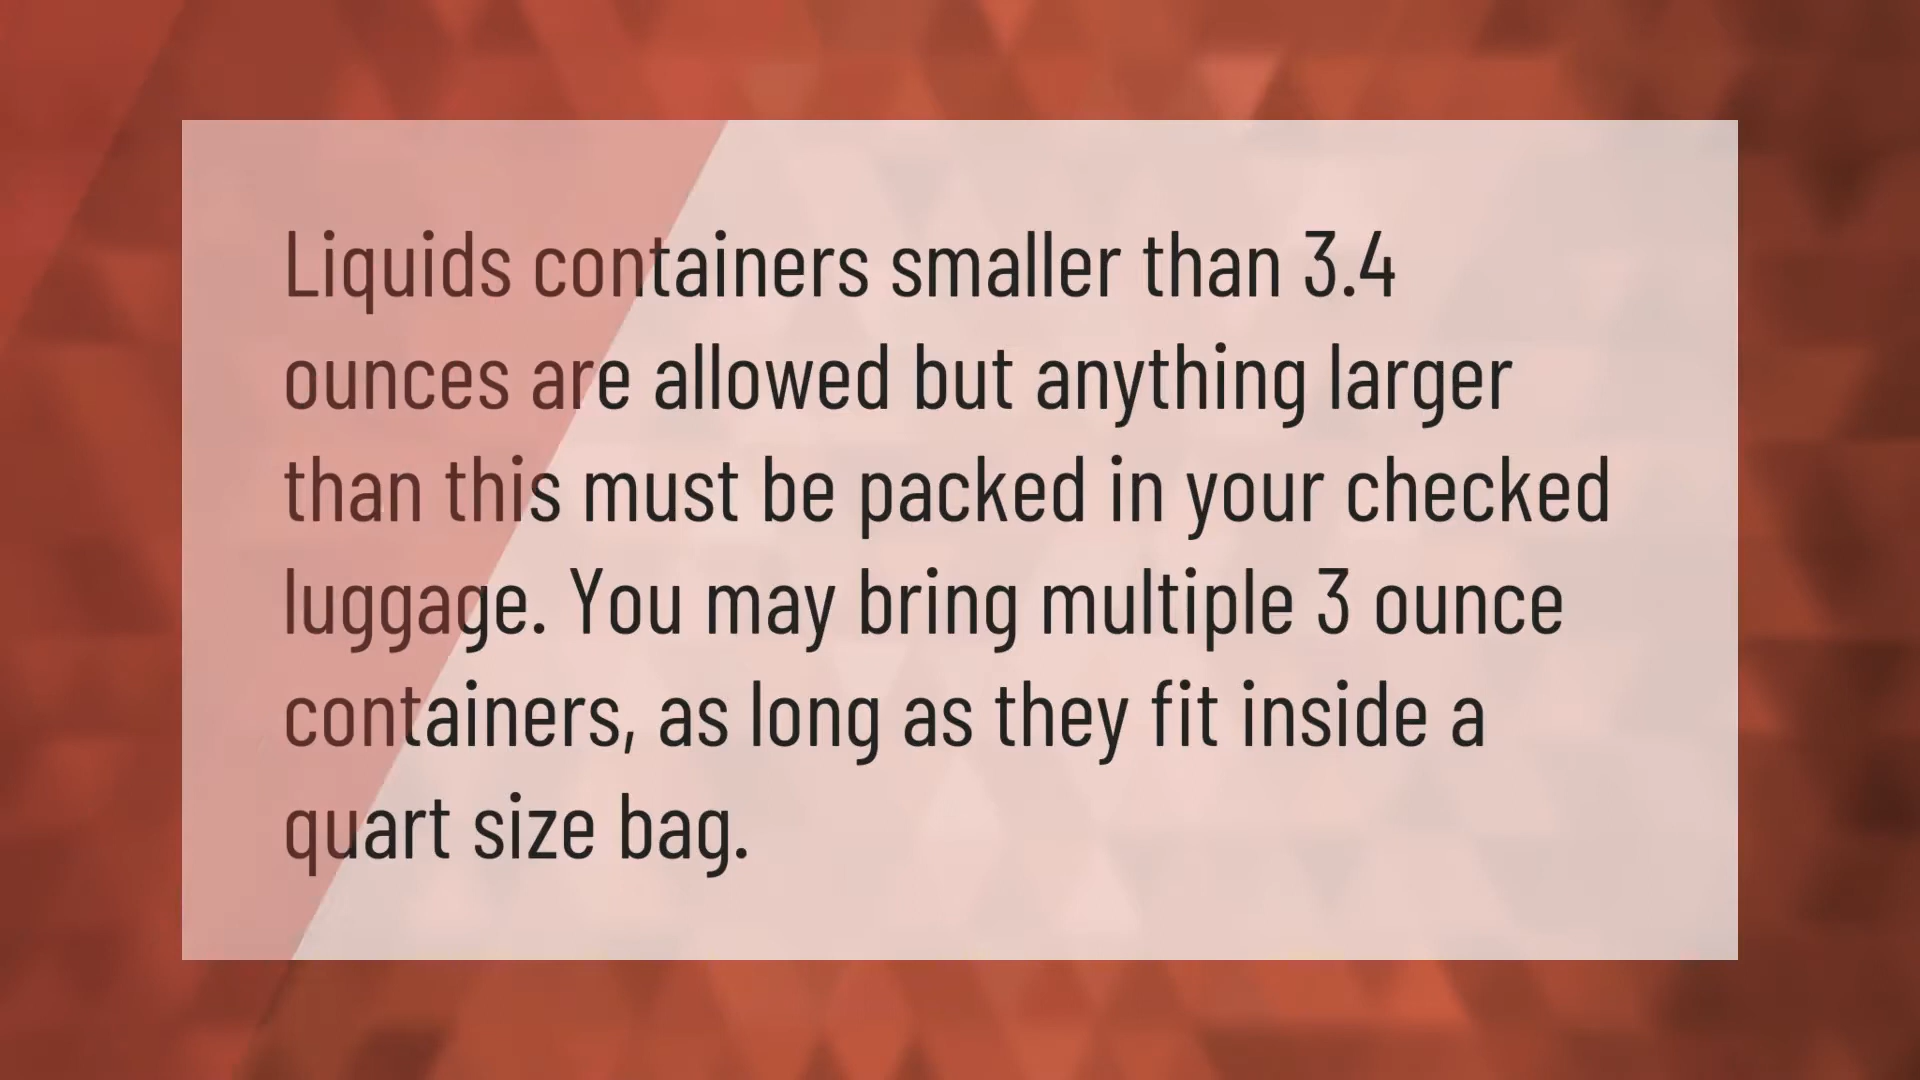 Liquids containers smaller than 3.4
ounces are allowed but anything larger
than this must be packed in your checked
luggage. You may bring multiple 3 ounce
containers, as long as they fit inside a
quart size bag.